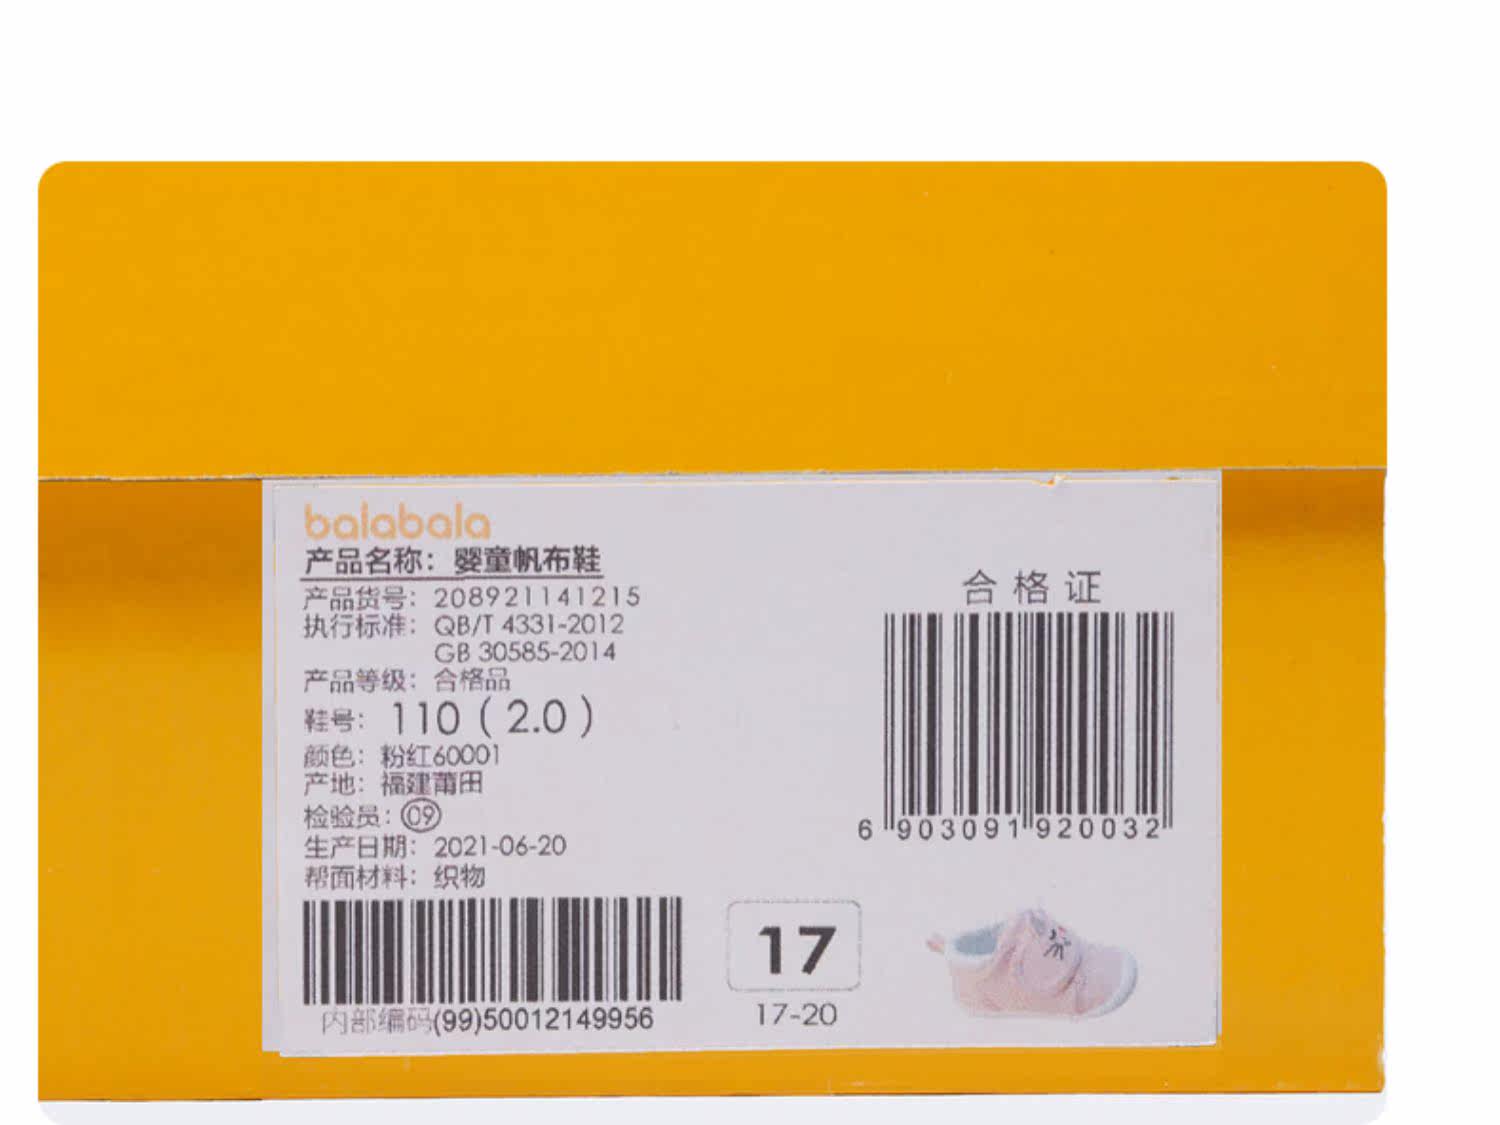 balabala
产品名称：婴童帆布鞋
产品货号：208921141215
执行标准：QB/T 4331-2012
GB 30585-2014
产品等级：合格品
鞋号：110（2.0）
颜色：粉红60001
产地：福建莆田
检验员：09
生产日期：2021-06-20
帮面材料：织物
内部编码(99)50012149956
17
17-20
合格证
6 903091 920032